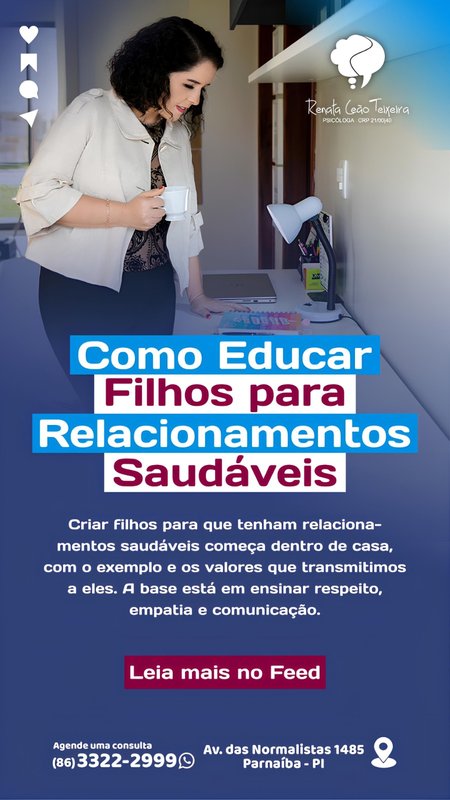 Renata Leão Teixeira
PSICÓLOGA . CRP 21/00140
Como Educar
Filhos para
Relacionamentos
Saudáveis
Criar filhos para que tenham relaciona-
mentos saudáveis começa dentro de casa,
com o exemplo e os valores que transmitimos
a eles. A base está em ensinar respeito,
empatia e comunicação.
Leia mais no Feed
Agende uma consulta
(86)3322-2999
Av. das Normalistas 1485
Parnaíba - PI